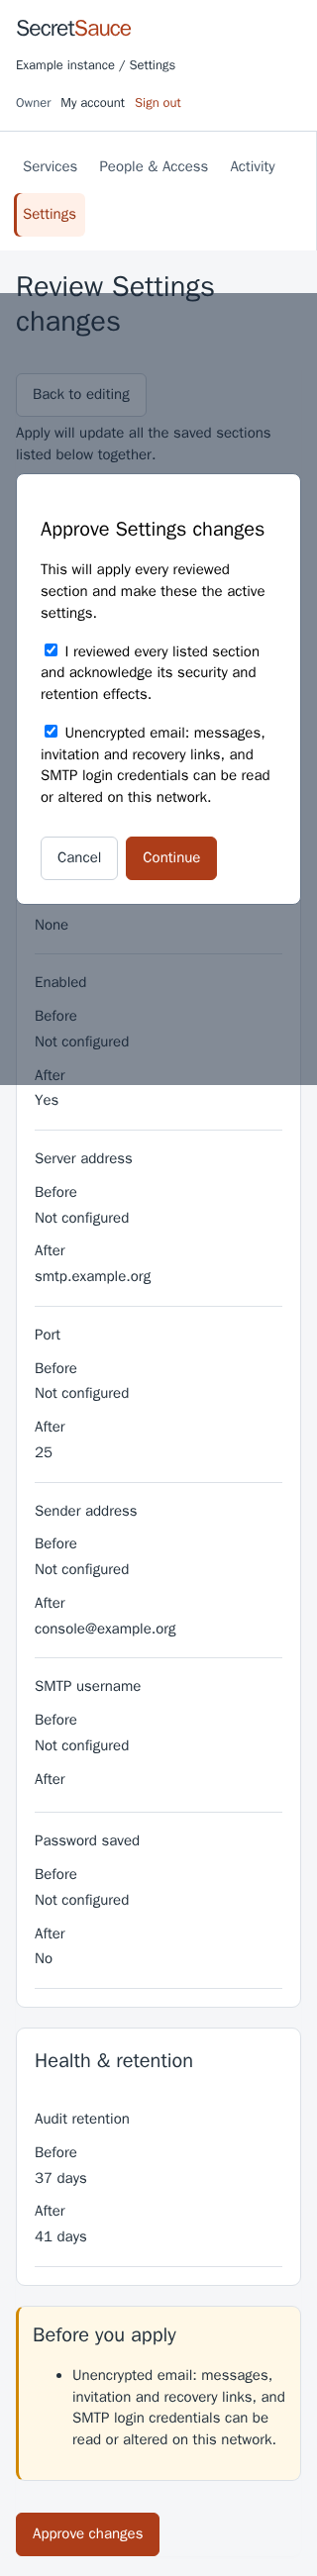 SecretSauce
Example instance / Settings
Owner My account Sign out
Services People & Access Activity
Settings
Review Settings
changes
Back to editing
Apply will update all the saved sections
listed below together.
Approve Settings changes
This will apply every reviewed
section and make these the active
settings.
I reviewed every listed section
and acknowledge its security and
retention effects.
Unencrypted email: messages,
invitation and recovery links, and
SMTP login credentials can be read
or altered on this network.
Cancel Continue
None
Enabled
Before
Not configured
After
Yes
Server address
Before
Not configured
After
smtp.example.org
Port
Before
Not configured
After
25
Sender address
Before
Not configured
After
console@example.org
SMTP username
Before
Not configured
After
Password saved
Before
Not configured
After
No
Health & retention
Audit retention
Before
37 days
After
41 days
Before you apply
• Unencrypted email: messages,
invitation and recovery links, and
SMTP login credentials can be
read or altered on this network.
Approve changes